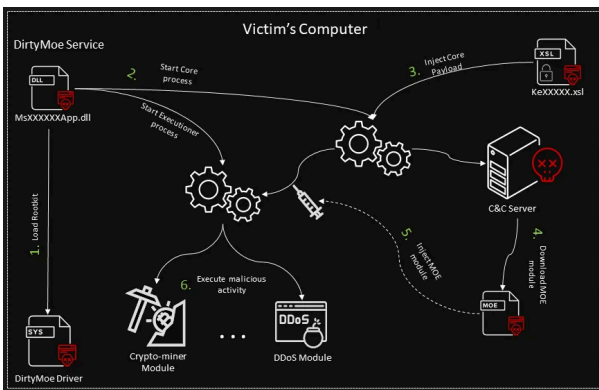 Victim's Computer
DirtyMoe Service
DLL
MsXXXXXXApp.dll
2.
Start Core
process
Start Executioner
process
3.
Inject Core
Payload
XSL
KeXXXXX.xsl
1.
Load Rootkit
C&C Server
4.
Download MOE
module
5.
Inject MOE
module
MOE
6.
Execute malicious
activity
...
Crypto-miner
Module
DDoS
DDoS Module
SYS
DirtyMoe Driver